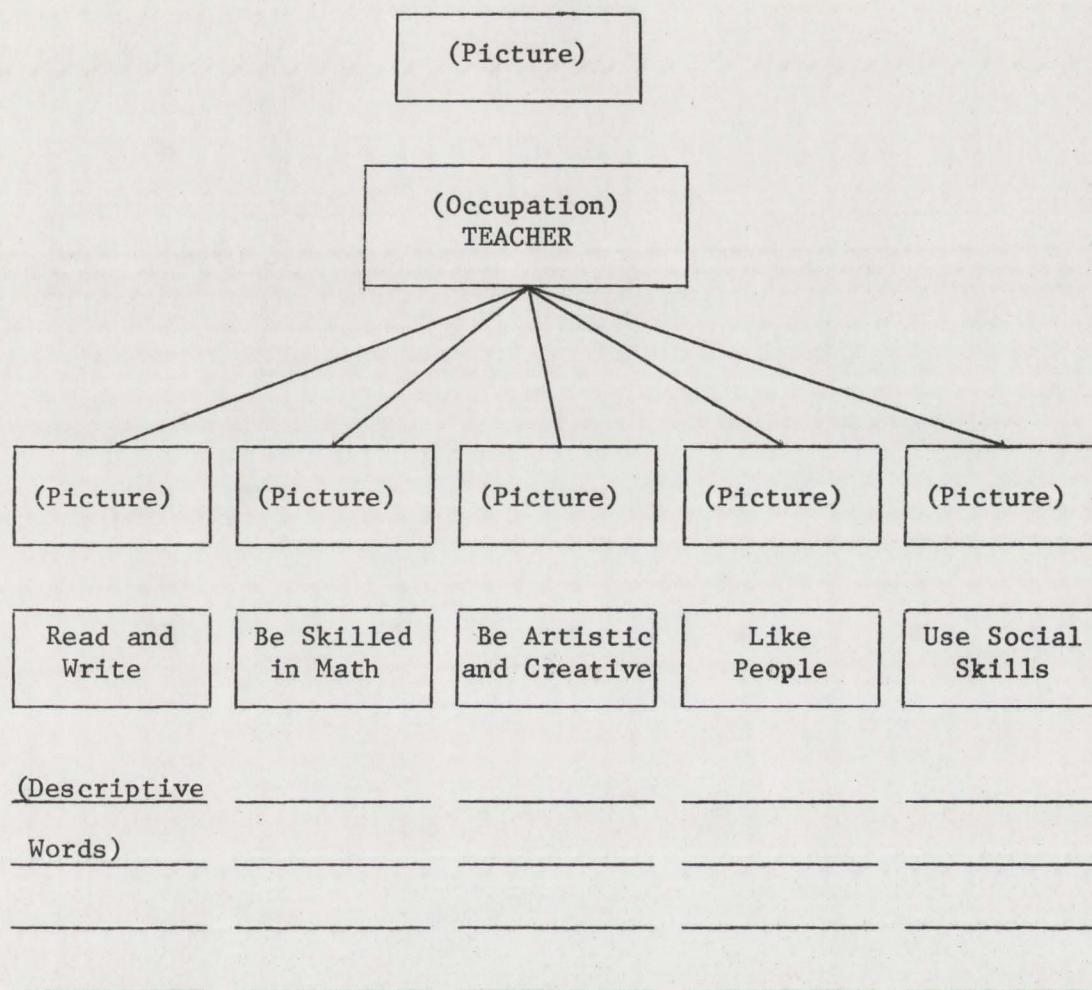 (Picture)
(Occupation)
TEACHER
(Picture) (Picture) (Picture) (Picture) (Picture)
Read and Write
Be Skilled in Math
Be Artistic and Creative
Like People
Use Social Skills
(Descriptive
Words)